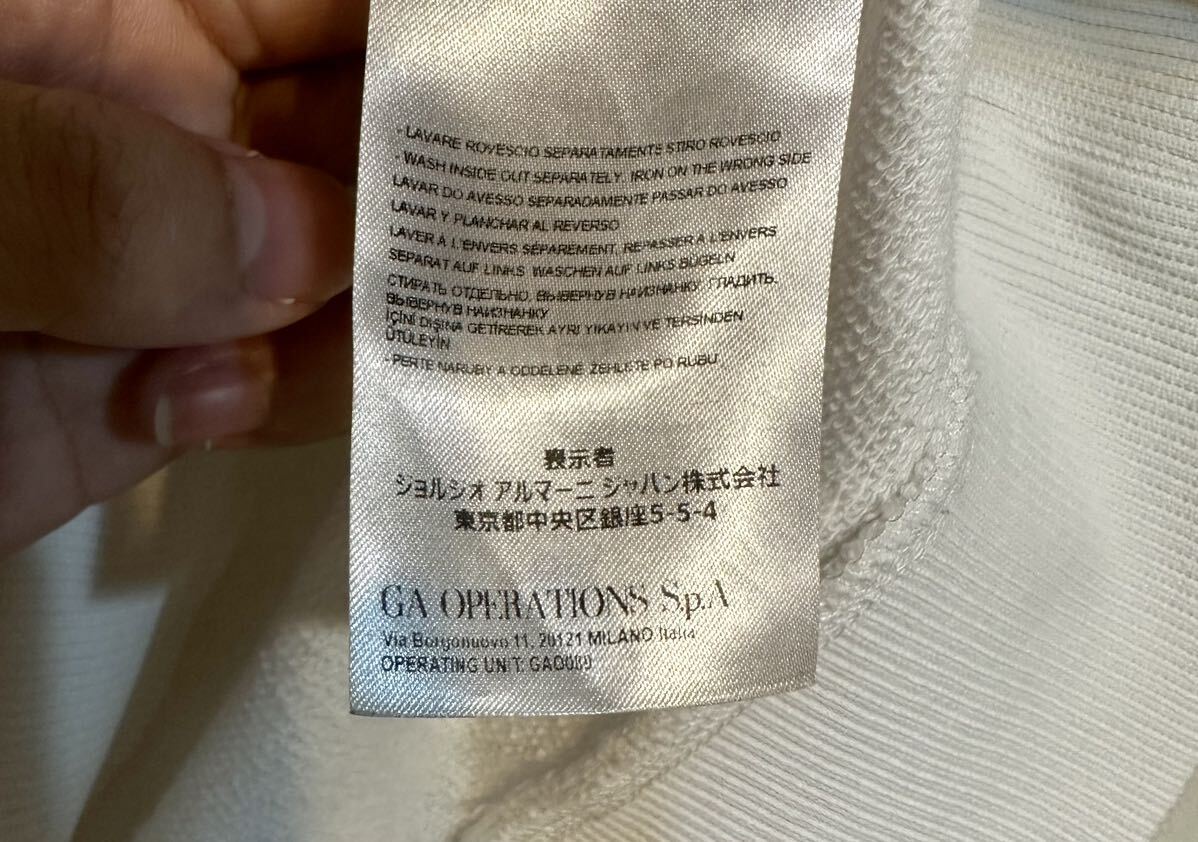 - LAVARE ROVESCIO SEPARATAMENTE STIRO ROVESCIO
- WASH INSIDE OUT SEPARATELY. IRON ON THE WRONG SIDE
LAVAR DO AVESSO SEPARADAMENTE PASSAR DO AVESSO
LAVAR Y PLANCHAR AL REVERSO
LAVER À L'ENVERS SÉPAREMENT, REPASSER À L'ENVERS
SEPARAT AUF LINKS WASCHEN AUF LINKS BÜGELN
СТИРАТЬ ОТДЕЛЬНО, ВЫВЕРНУВ НАИЗНАНКУ. ГЛАДИТЬ,
ВЫВЕРНУВ НАИЗНАНКУ
İÇİNİ DIŞINA GETİREREK AYRI YIKAYIN VE TERSİNDEN
ÜTÜLEYİN
- PERTE NARUBY A ODDĚLENĚ ŽEHLETE PO RUBU
表示者
ジョルジオ アルマーニ ジャパン株式会社
東京都中央区銀座5-5-4
GA OPERATIONS S.p.A
Via Borgonuovo 11, 20121 MILANO Italia
OPERATING UNIT: